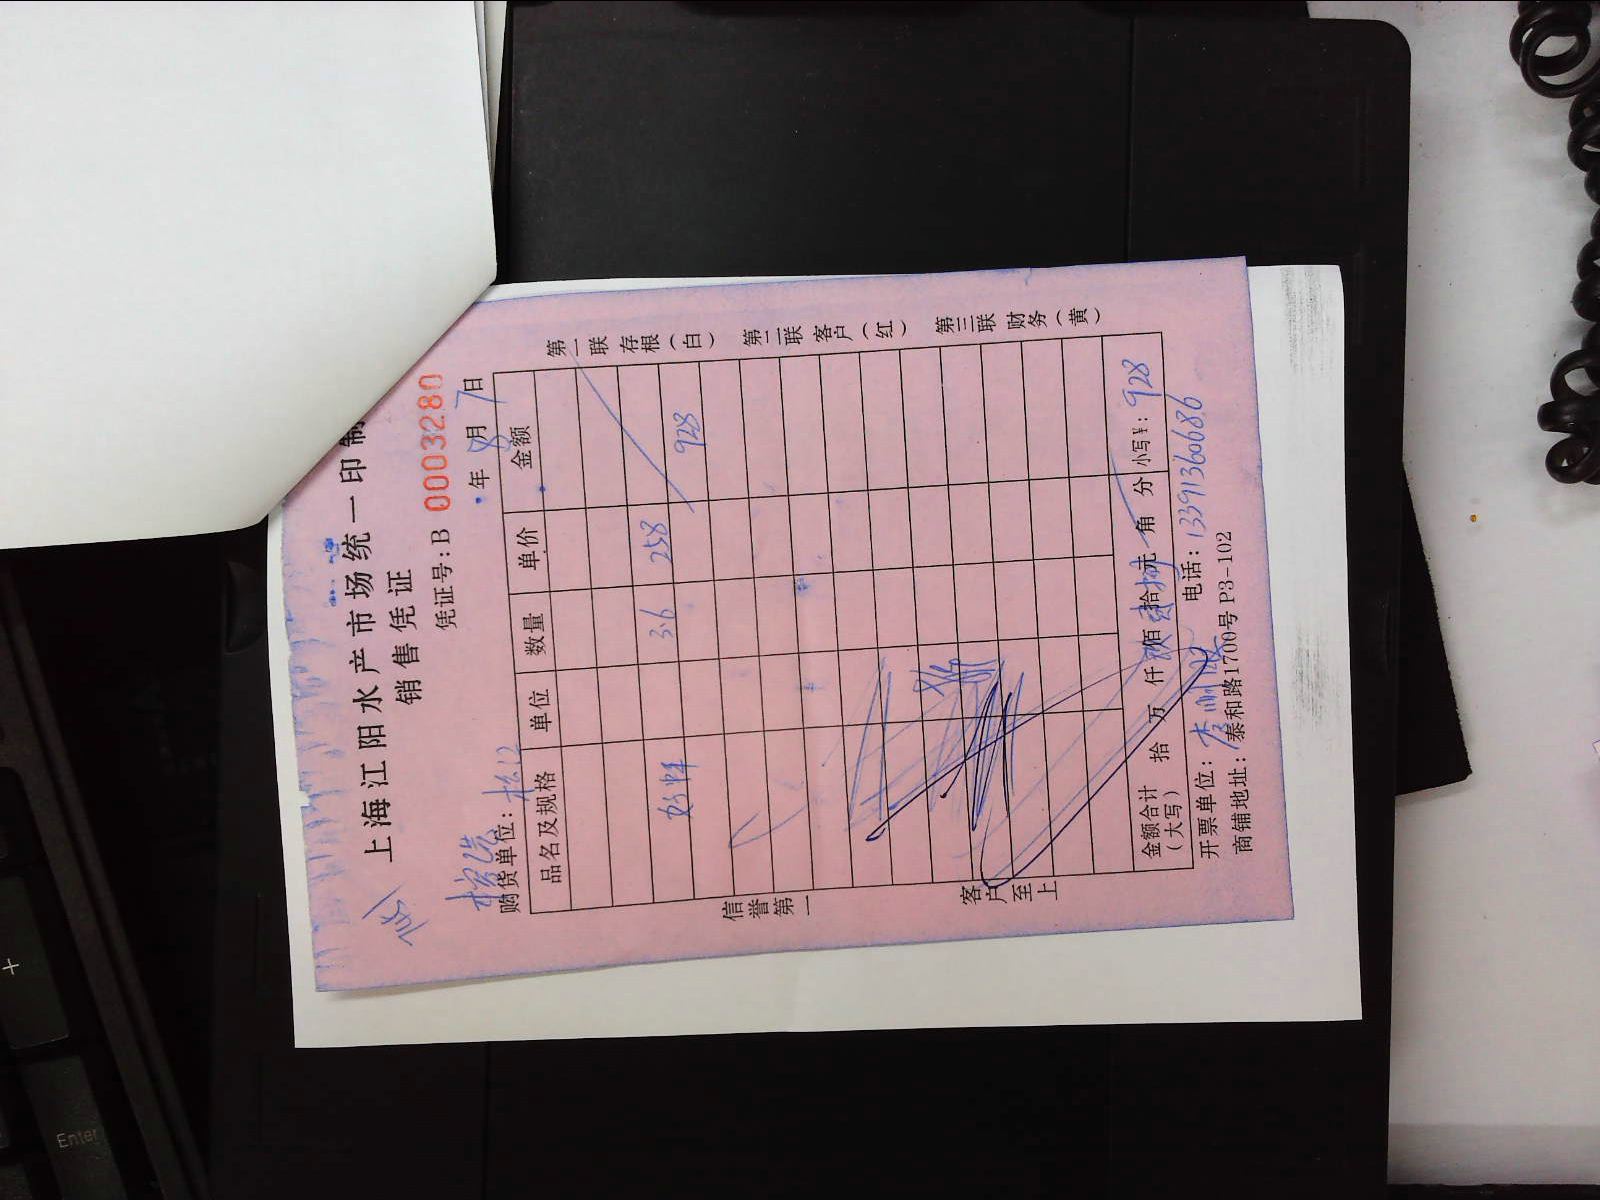 上海江阳水产市场统一印制
销售凭证
凭证号:B 0003280
购货单位: 松江
年 8月 7日
品名及规格 单位 数量 单价 金额
3.6 258 928
信誉第一
客户至上
第一联 存根(白)
第二联 客户(红)
第三联 财务(黄)
金额合计 (大写) 拾 万 仟 佰 拾 元 角 分 小写¥: 928
开票单位: 电话: 13391360686
商铺地址: 泰和路1700号 P3-102
+
Enter